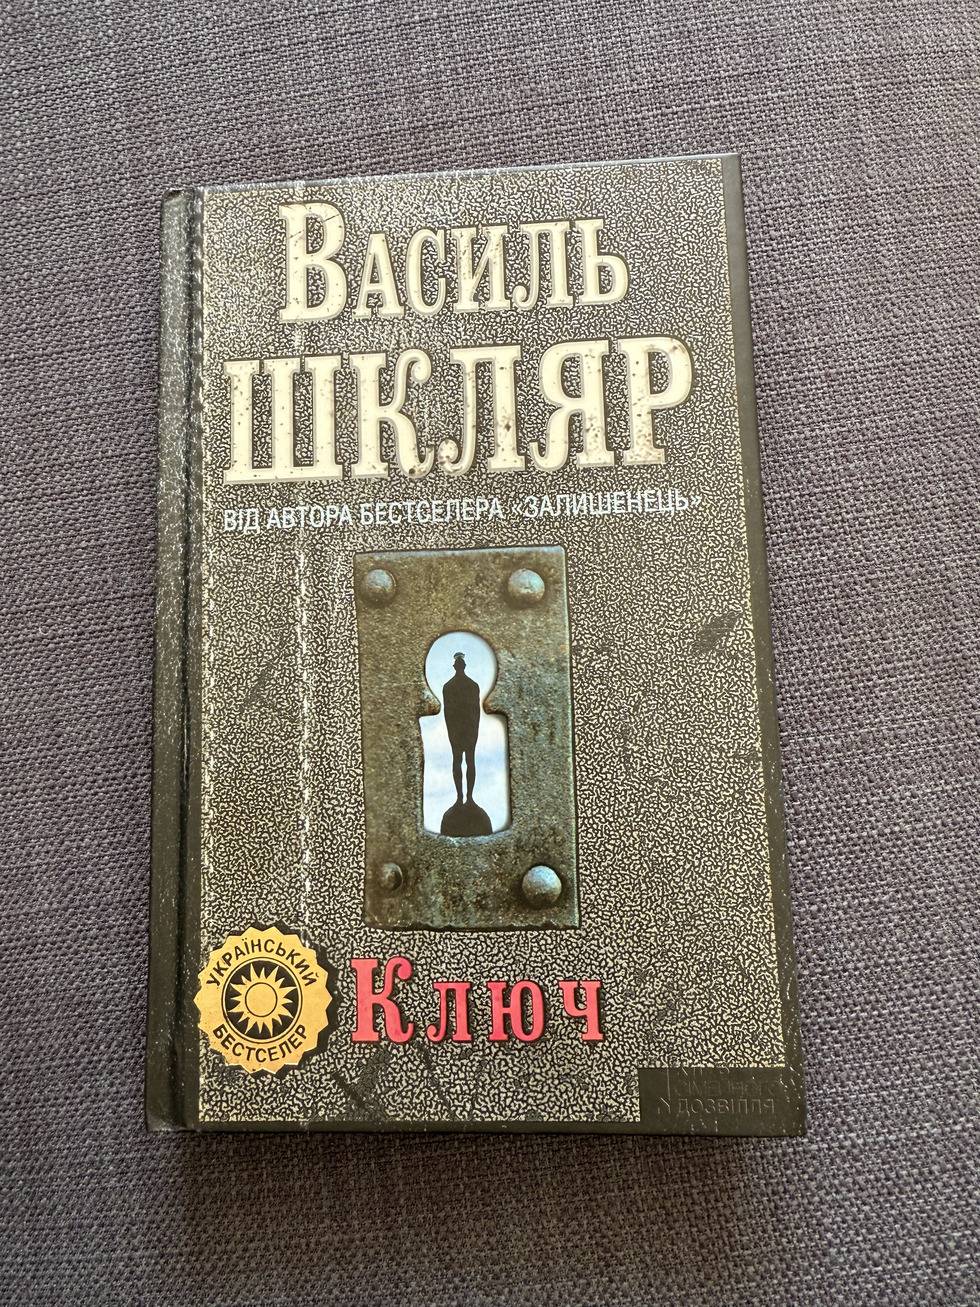 Василь
ШКЛЯР
ВІД АВТОРА БЕСТСЕЛЕРА «ЗАЛИШЕНЕЦЬ»
УКРАЇНСЬКИЙ
БЕСТСЕЛЕР
Ключ
ДОЗВІЛЛЯ